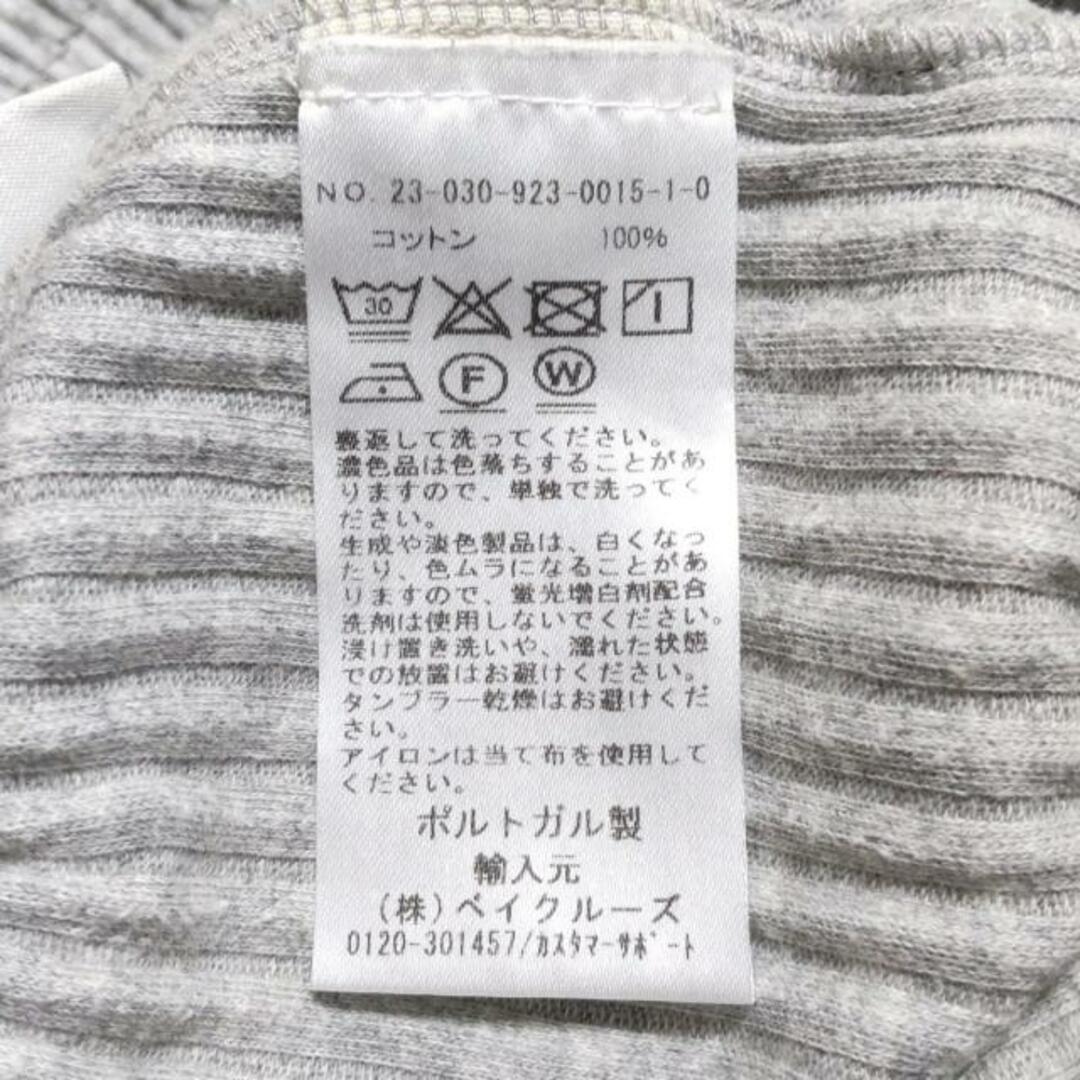 NO. 23-030-923-0015-1-0
コットン 100%
30
F W
裏返して洗ってください。
濃色品は色落ちすることがあ
りますので、単独で洗ってく
ださい。
生成や淡色製品は、白くなっ
たり、色ムラになることがあ
りますので、蛍光増白剤配合
洗剤は使用しないでください。
浸け置き洗いや、濡れた状態
での放置はお避けください。
タンブラー乾燥はお避けくだ
さい。
アイロンは当て布を使用して
ください。
ポルトガル製
輸入元
(株)ベイクルーズ
0120-301457/カスタマーサポート